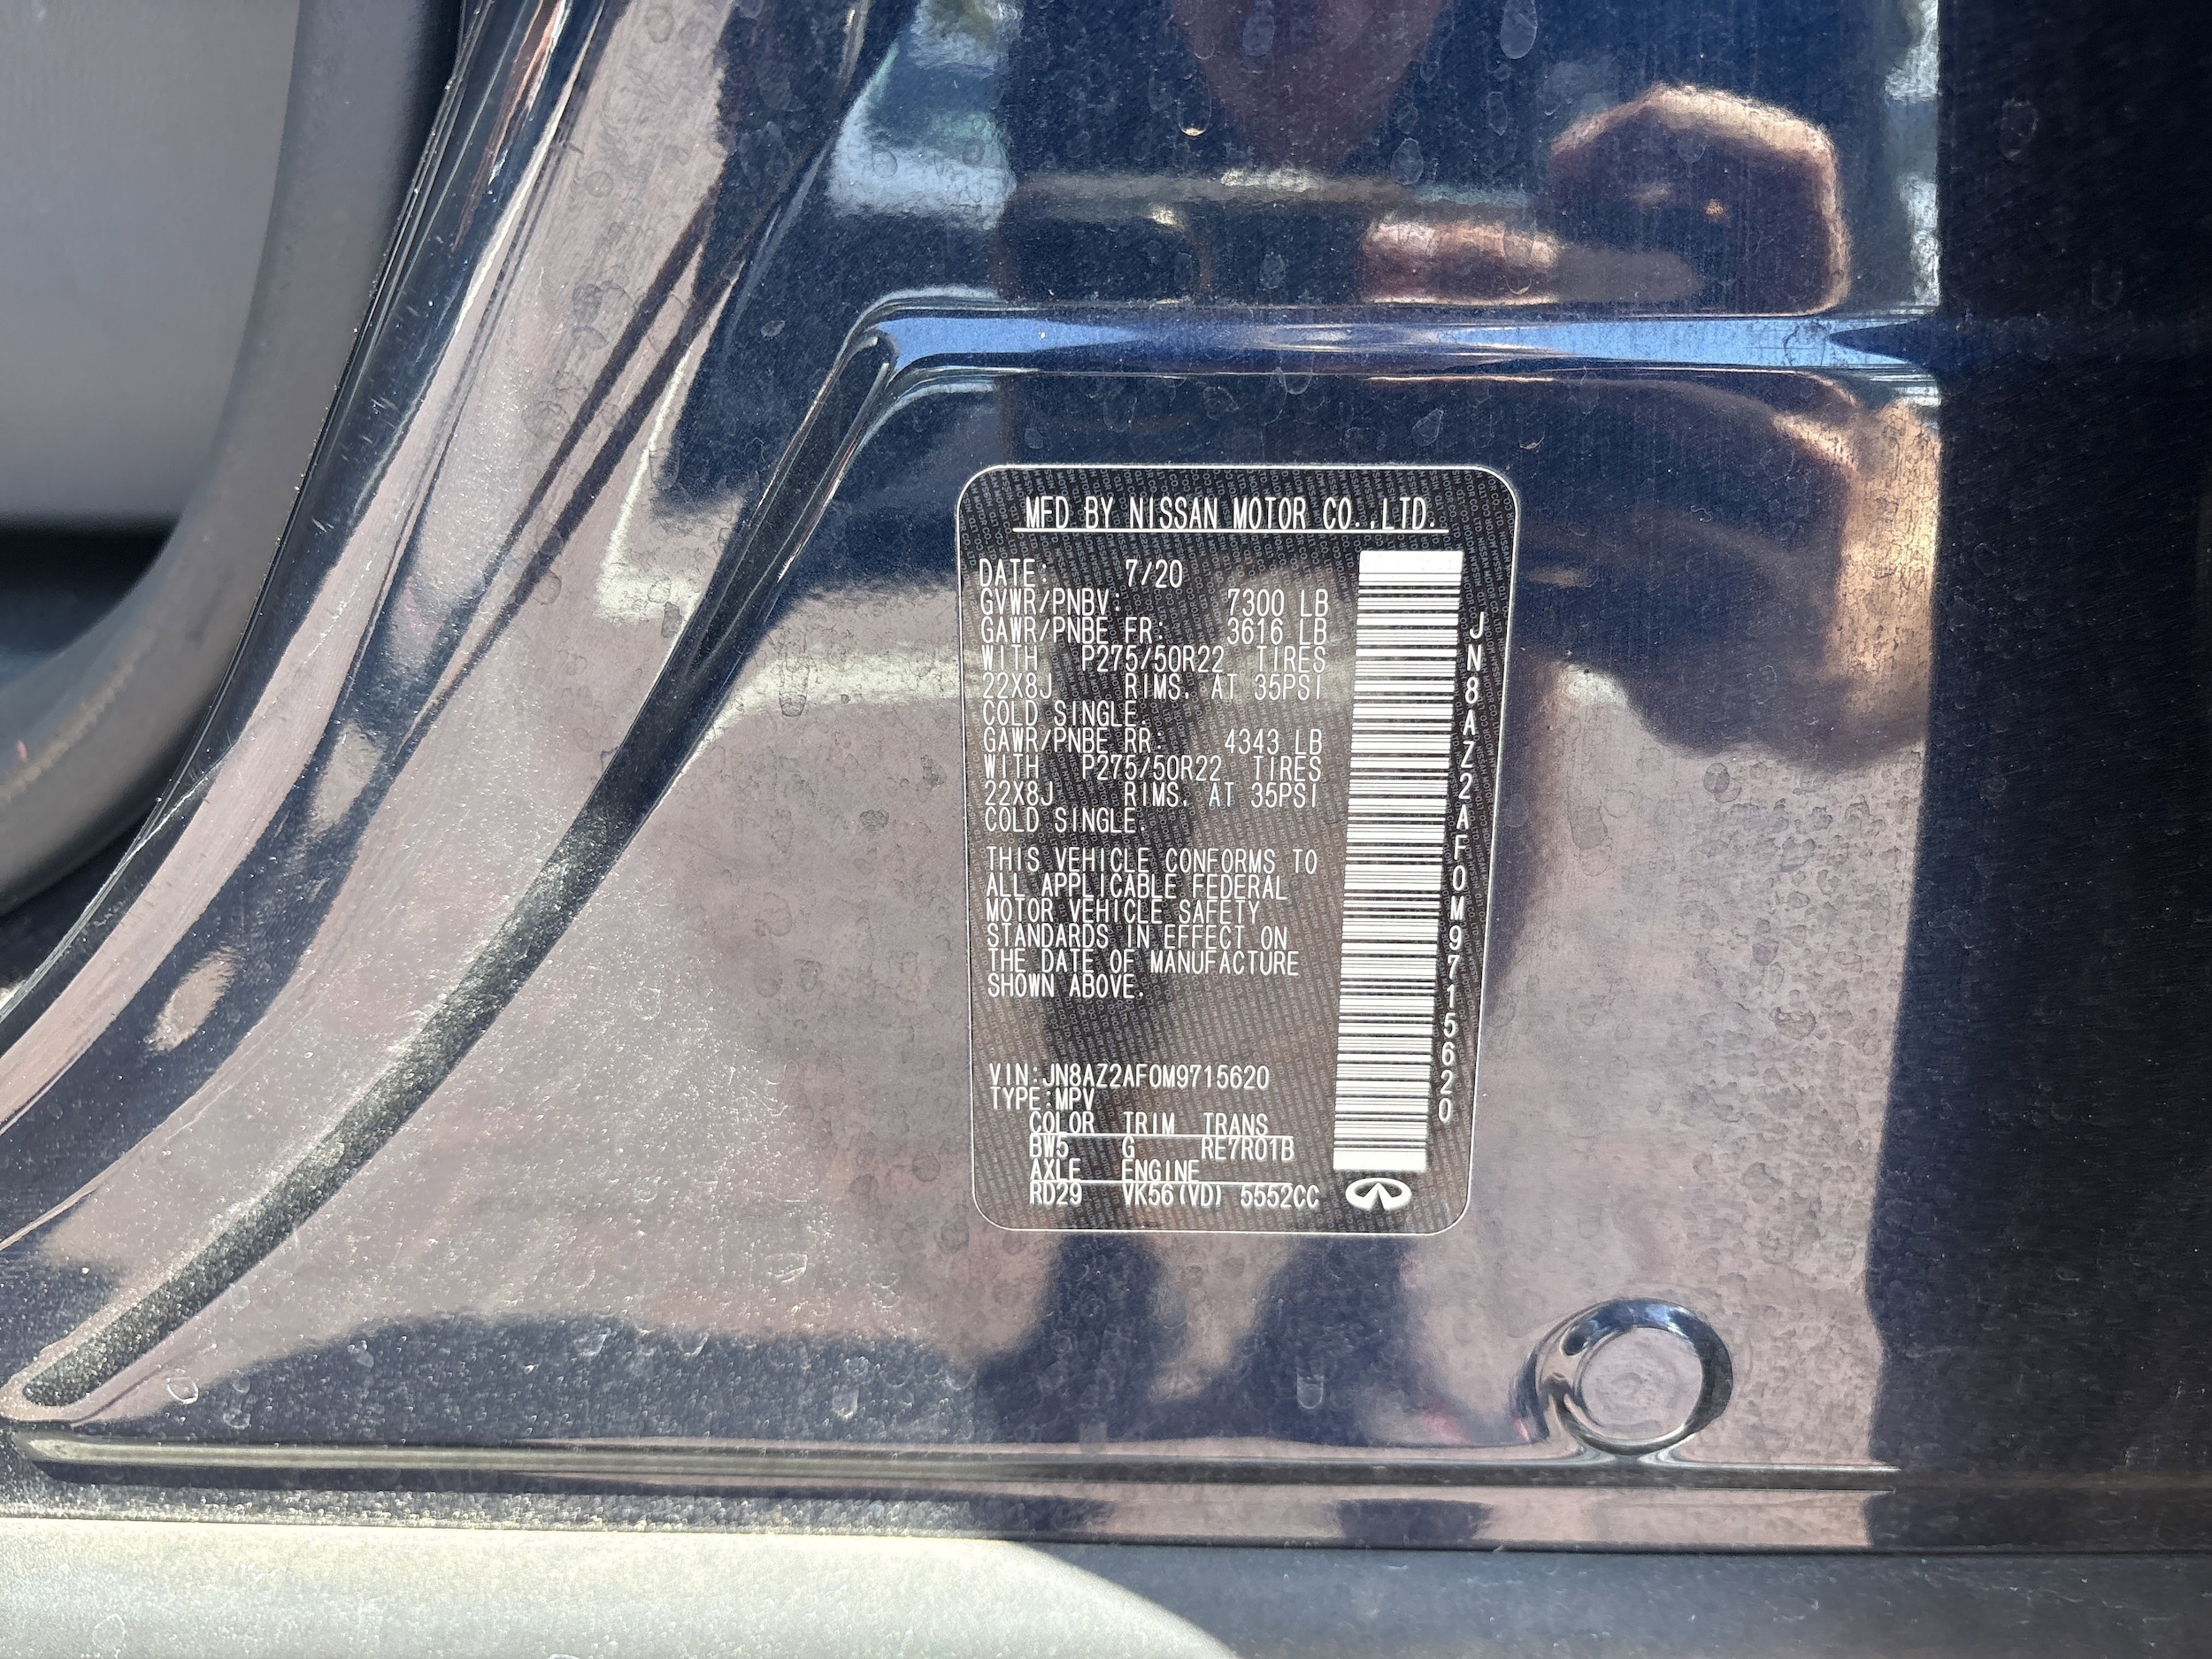 MFD BY NISSAN MOTOR CO.,LTD.
DATE: 7/20
GVWR/PNBV: 7300 LB
GAWR/PNBE FR: 3616 LB
WITH P275/50R22 TIRES
22X8J RIMS. AT 35PSI
COLD SINGLE.
GAWR/PNBE RR: 4343 LB
WITH P275/50R22 TIRES
22X8J RIMS. AT 35PSI
COLD SINGLE.
THIS VEHICLE CONFORMS TO
ALL APPLICABLE FEDERAL
MOTOR VEHICLE SAFETY
STANDARDS IN EFFECT ON
THE DATE OF MANUFACTURE
SHOWN ABOVE.
VIN:JN8AZ2AF0M9715620
TYPE:MPV
COLOR TRIM TRANS
BW5 G RE7R01B
AXLE ENGINE
RD29 VK56(VD) 5552CC
JN8AZ2AF0M9715620